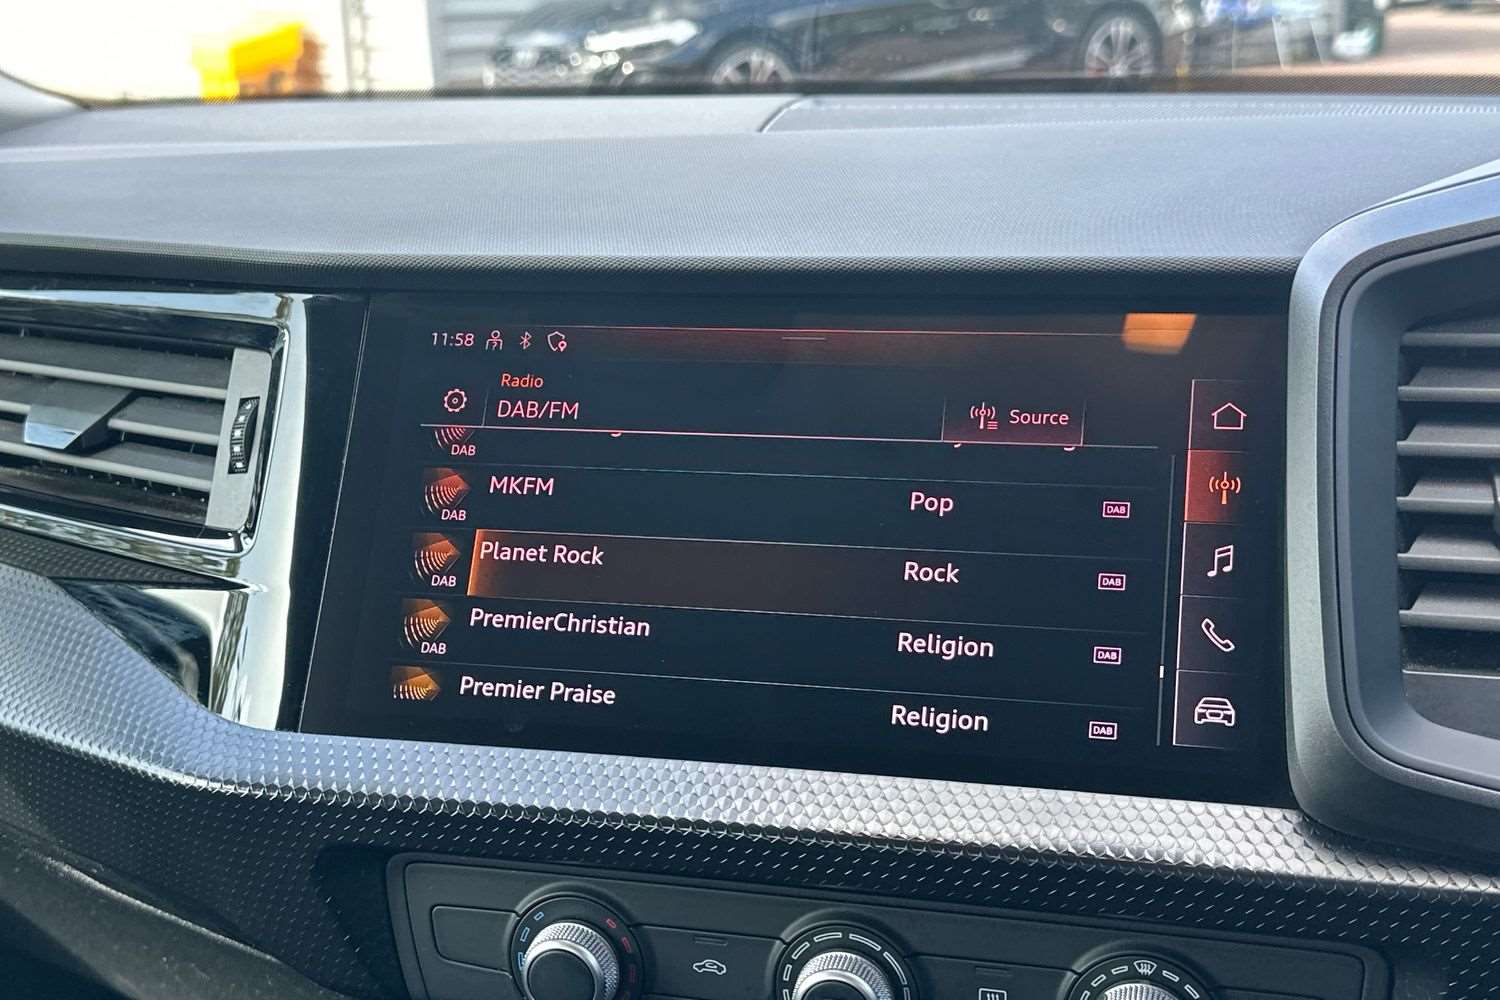 11:58
Radio
DAB/FM
Source
DAB
MKFM Pop DAB
DAB
Planet Rock Rock DAB
DAB
PremierChristian Religion DAB
DAB
Premier Praise Religion DAB